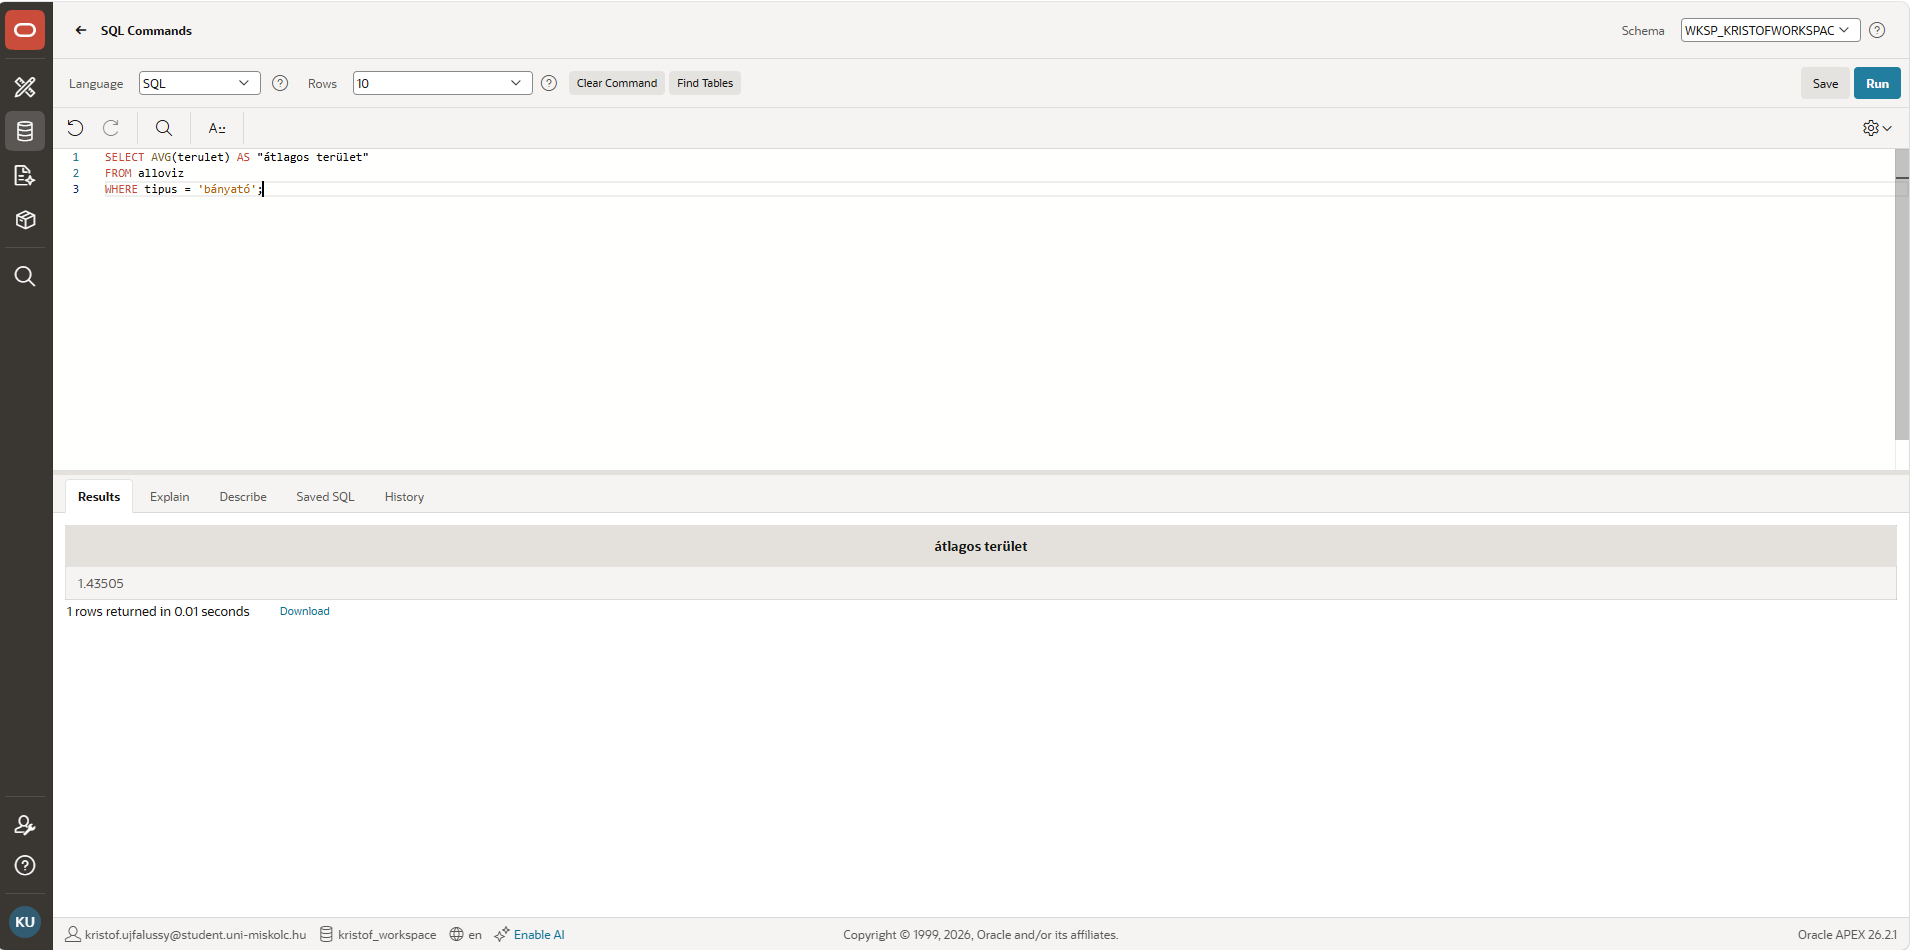 SQL Commands
Schema WKSP_KRISTOFWORKSPAC
Language SQL Rows 10 Clear Command Find Tables Save Run
A::
1 SELECT AVG(terulet) AS "átlagos terület"
2 FROM alloviz
3 WHERE tipus = 'bányató';
Results Explain Describe Saved SQL History
átlagos terület
1.43505
1 rows returned in 0.01 seconds Download
KU
kristof.ujfalussy@student.uni-miskolc.hu kristof_workspace en Enable AI Copyright © 1999, 2026, Oracle and/or its affiliates. Oracle APEX 26.2.1